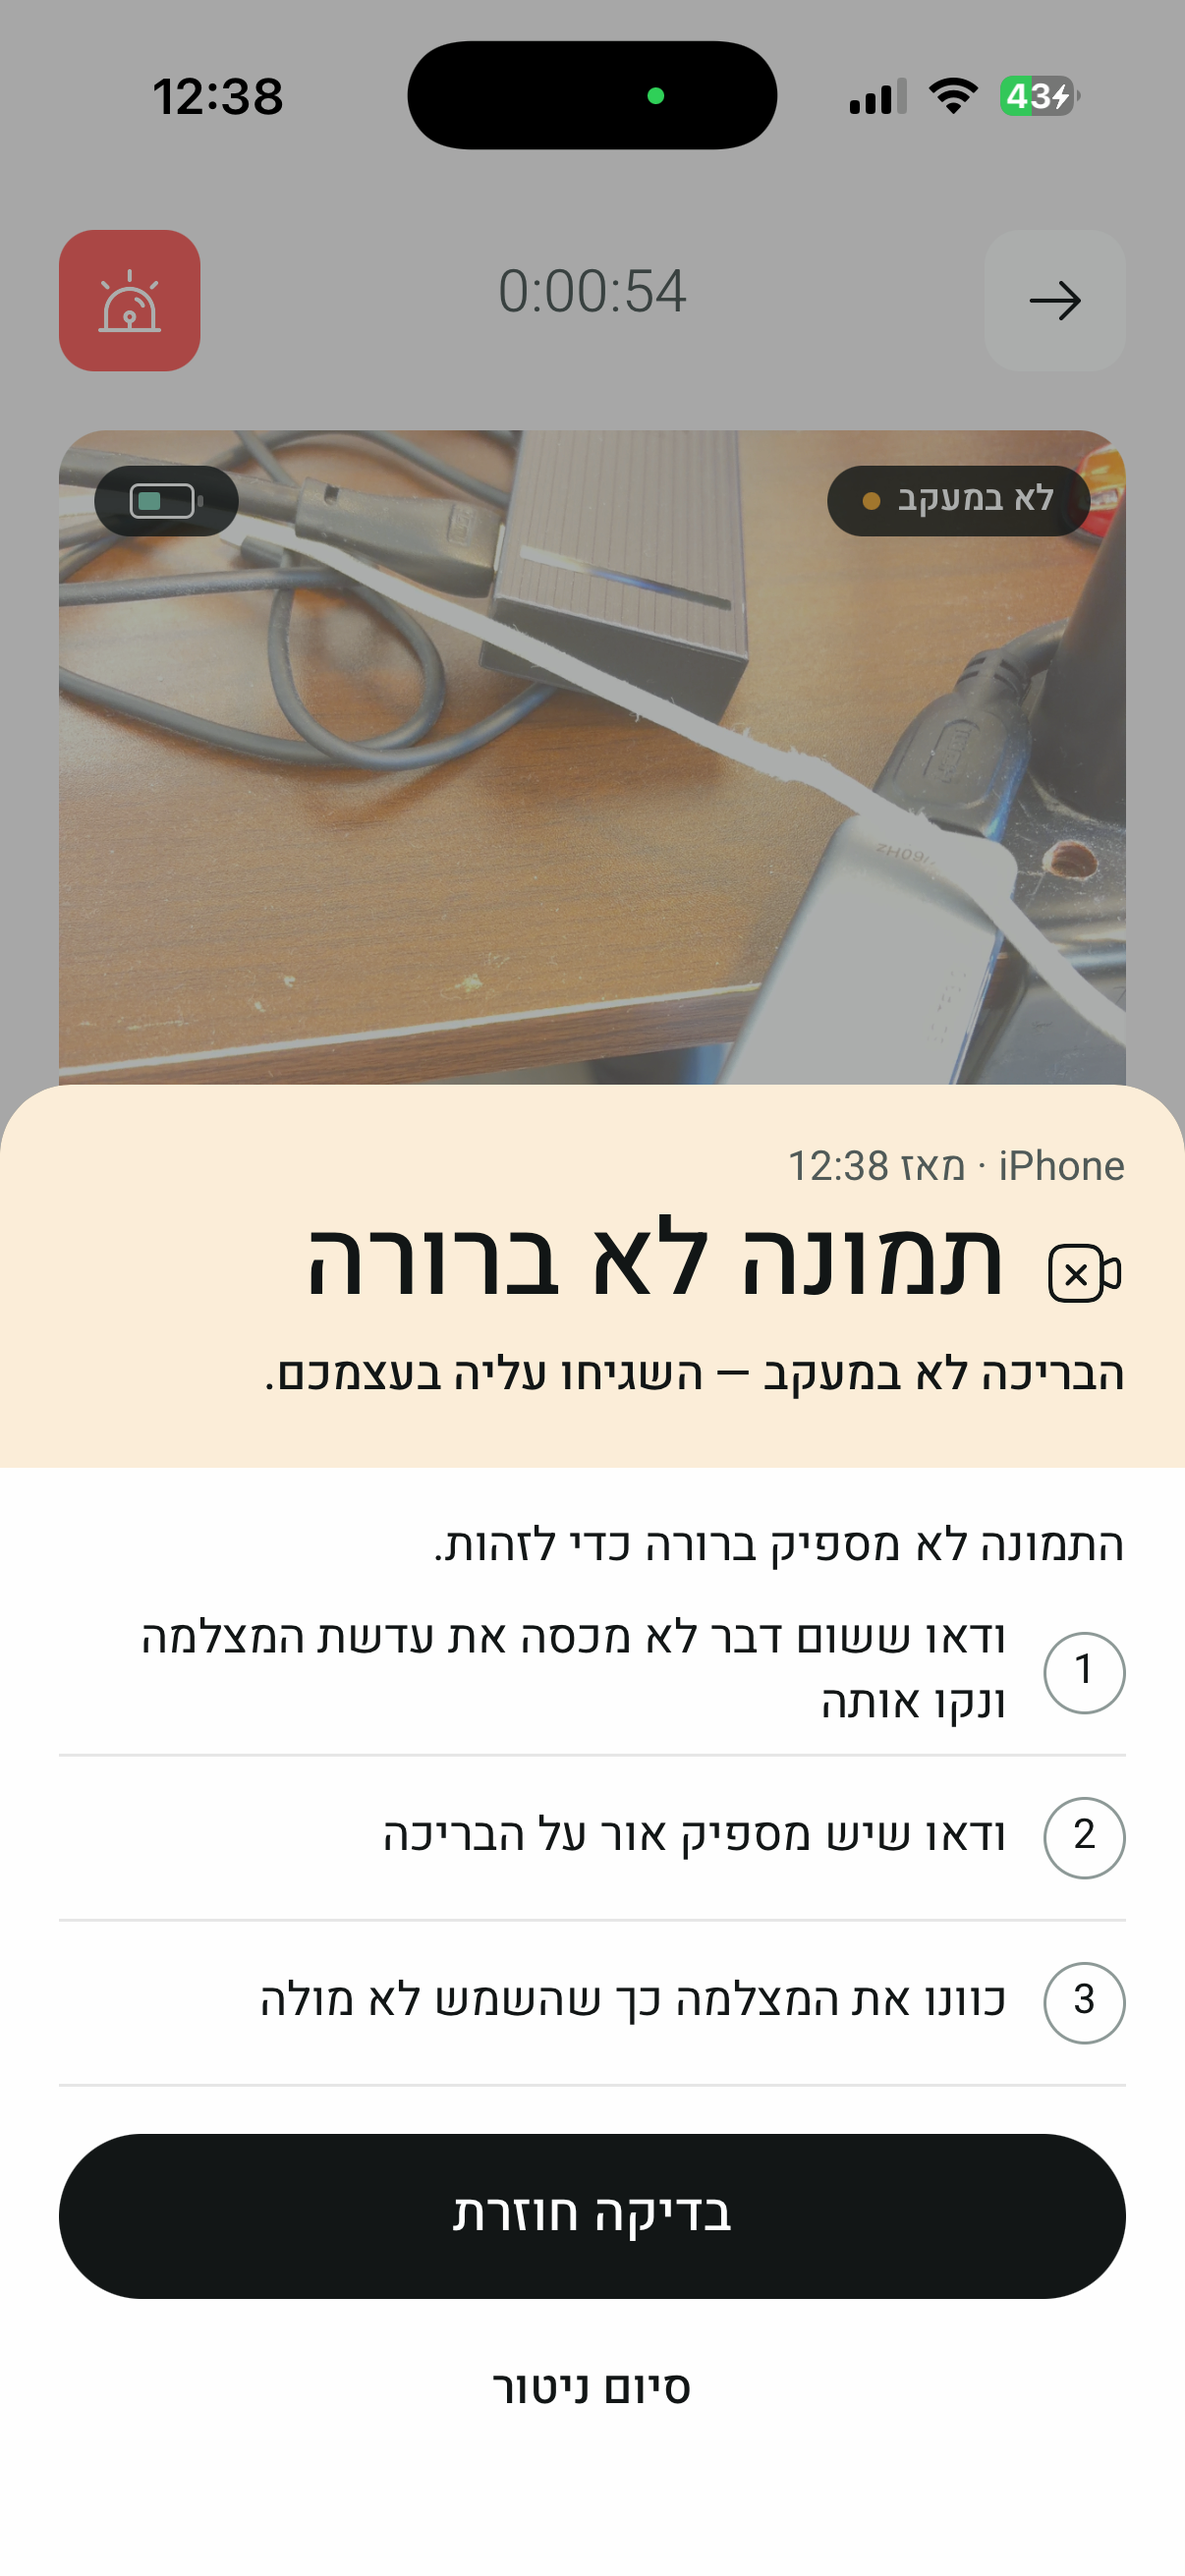 12:38
43
0:00:54
לא במעקב
iPhone · מאז 12:38
תמונה לא ברורה
הבריכה לא במעקב – השגיחו עליה בעצמכם.
התמונה לא מספיק ברורה כדי לזהות.
1 ודאו ששום דבר לא מכסה את עדשת המצלמה
ונקו אותה
2 ודאו שיש מספיק אור על הבריכה
3 כוונו את המצלמה כך שהשמש לא מולה
בדיקה חוזרת
סיום ניטור